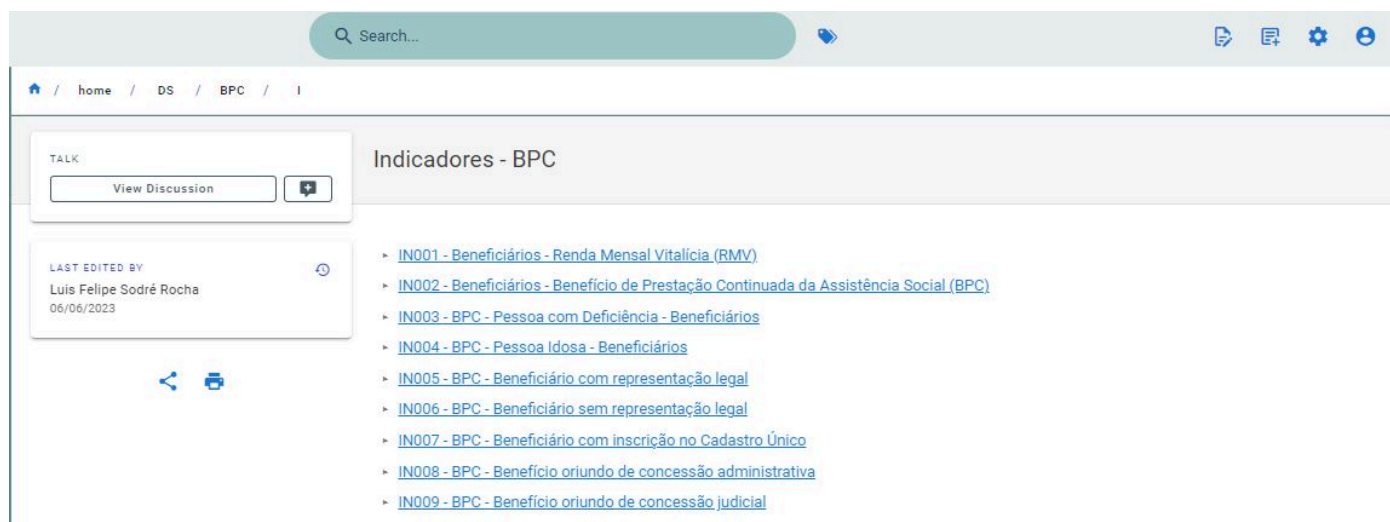 Search...
/ home / DS / BPC / I
TALK
View Discussion
Indicadores - BPC
LAST EDITED BY
Luis Felipe Sodré Rocha
06/06/2023
IN001 - Beneficiários - Renda Mensal Vitalícia (RMV)
IN002 - Beneficiários - Benefício de Prestação Continuada da Assistência Social (BPC)
IN003 - BPC - Pessoa com Deficiência - Beneficiários
IN004 - BPC - Pessoa Idosa - Beneficiários
IN005 - BPC - Beneficiário com representação legal
IN006 - BPC - Beneficiário sem representação legal
IN007 - BPC - Beneficiário com inscrição no Cadastro Único
IN008 - BPC - Benefício oriundo de concessão administrativa
IN009 - BPC - Benefício oriundo de concessão judicial